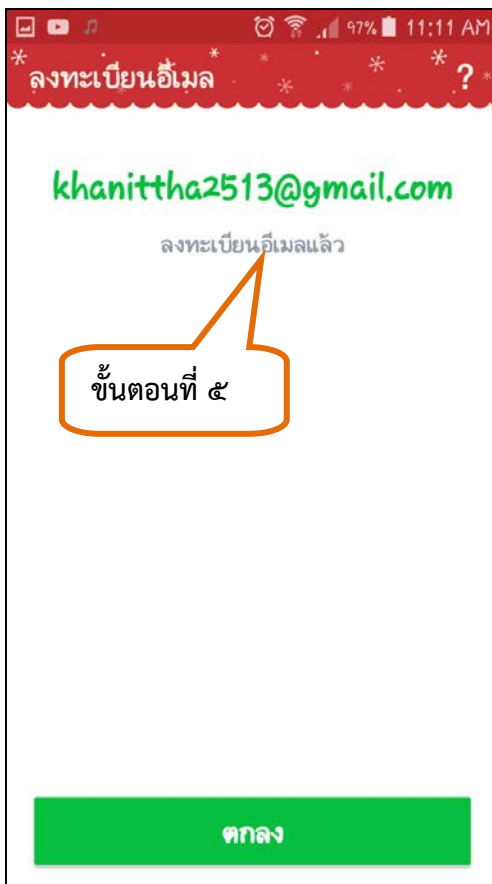 97% 11:11 AM
ลงทะเบียนอีเมล ?
khanittha2513@gmail.com
ลงทะเบียนอีเมลแล้ว
ขั้นตอนที่ ๕
ตกลง